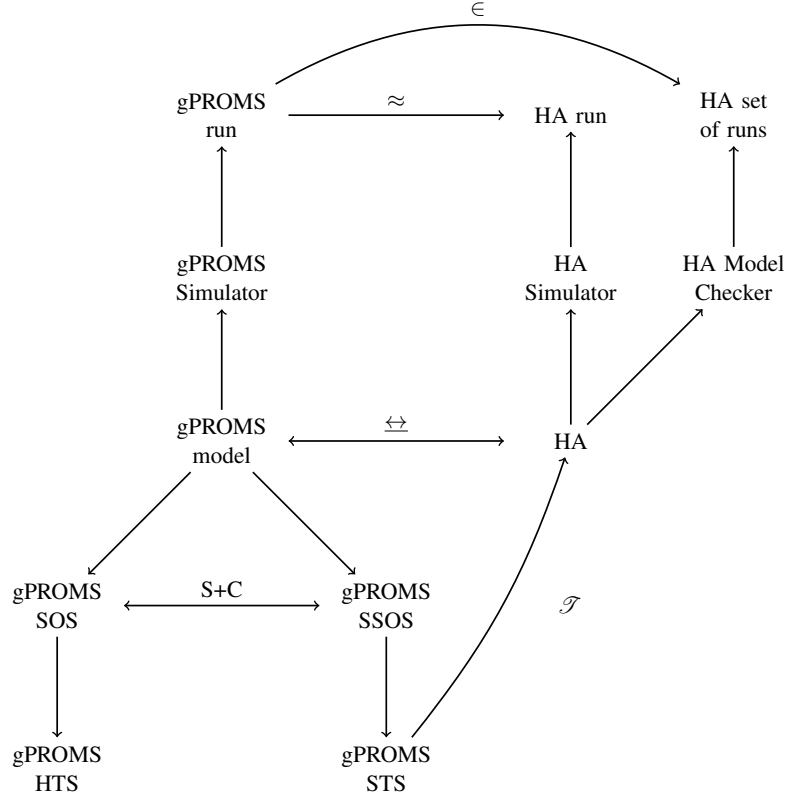 ∈
gPROMS
run
≈
HA run
HA set
of runs
gPROMS
Simulator
HA
Simulator
HA Model
Checker
gPROMS
model
↔
HA
gPROMS
SOS
S+C
gPROMS
SSOS
𝒯
gPROMS
HTS
gPROMS
STS